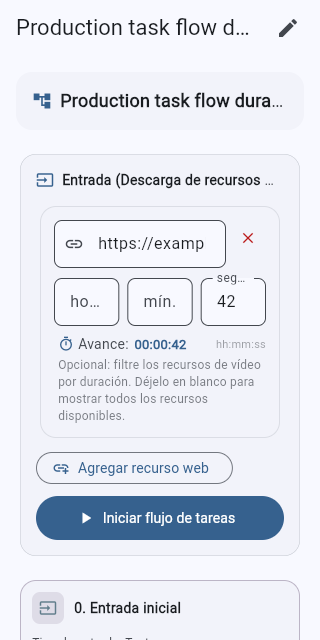 Production task flow d...
Production task flow dura...
Entrada (Descarga de recursos ...
https://examp
ho... mín. seg... 42
Avance: 00:00:42 hh:mm:ss
Opcional: filtre los recursos de vídeo
por duración. Déjelo en blanco para
mostrar todos los recursos
disponibles.
Agregar recurso web
Iniciar flujo de tareas
0. Entrada inicial